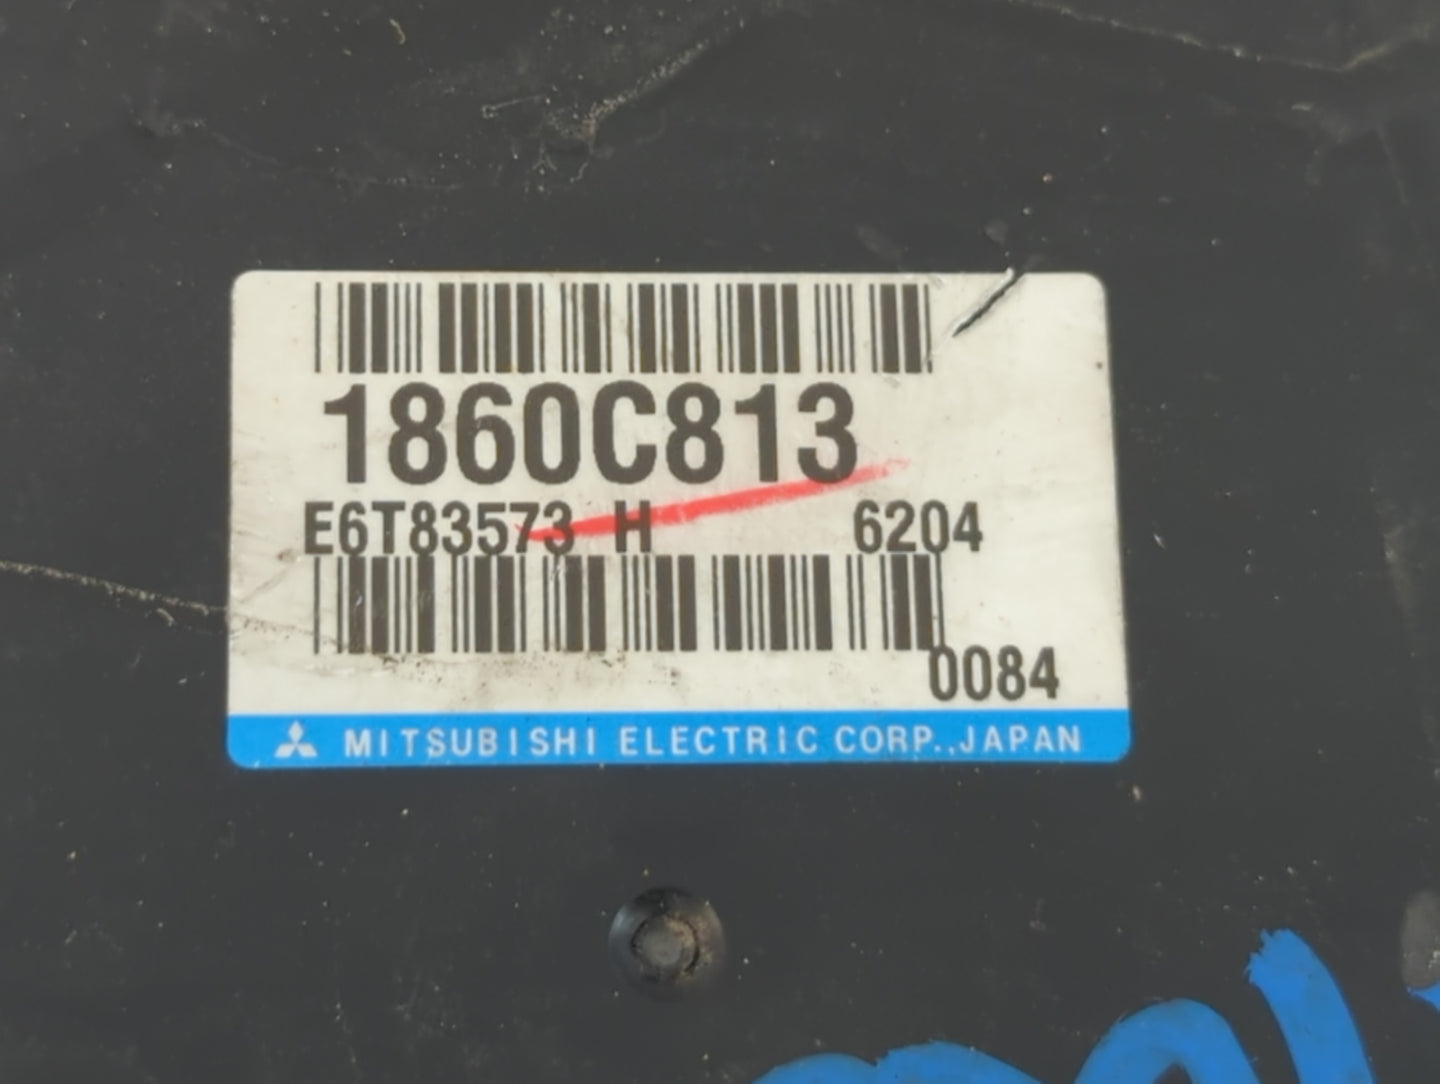 1860C813
E6T83573 H 6204
0084
MITSUBISHI ELECTRIC CORP., JAPAN